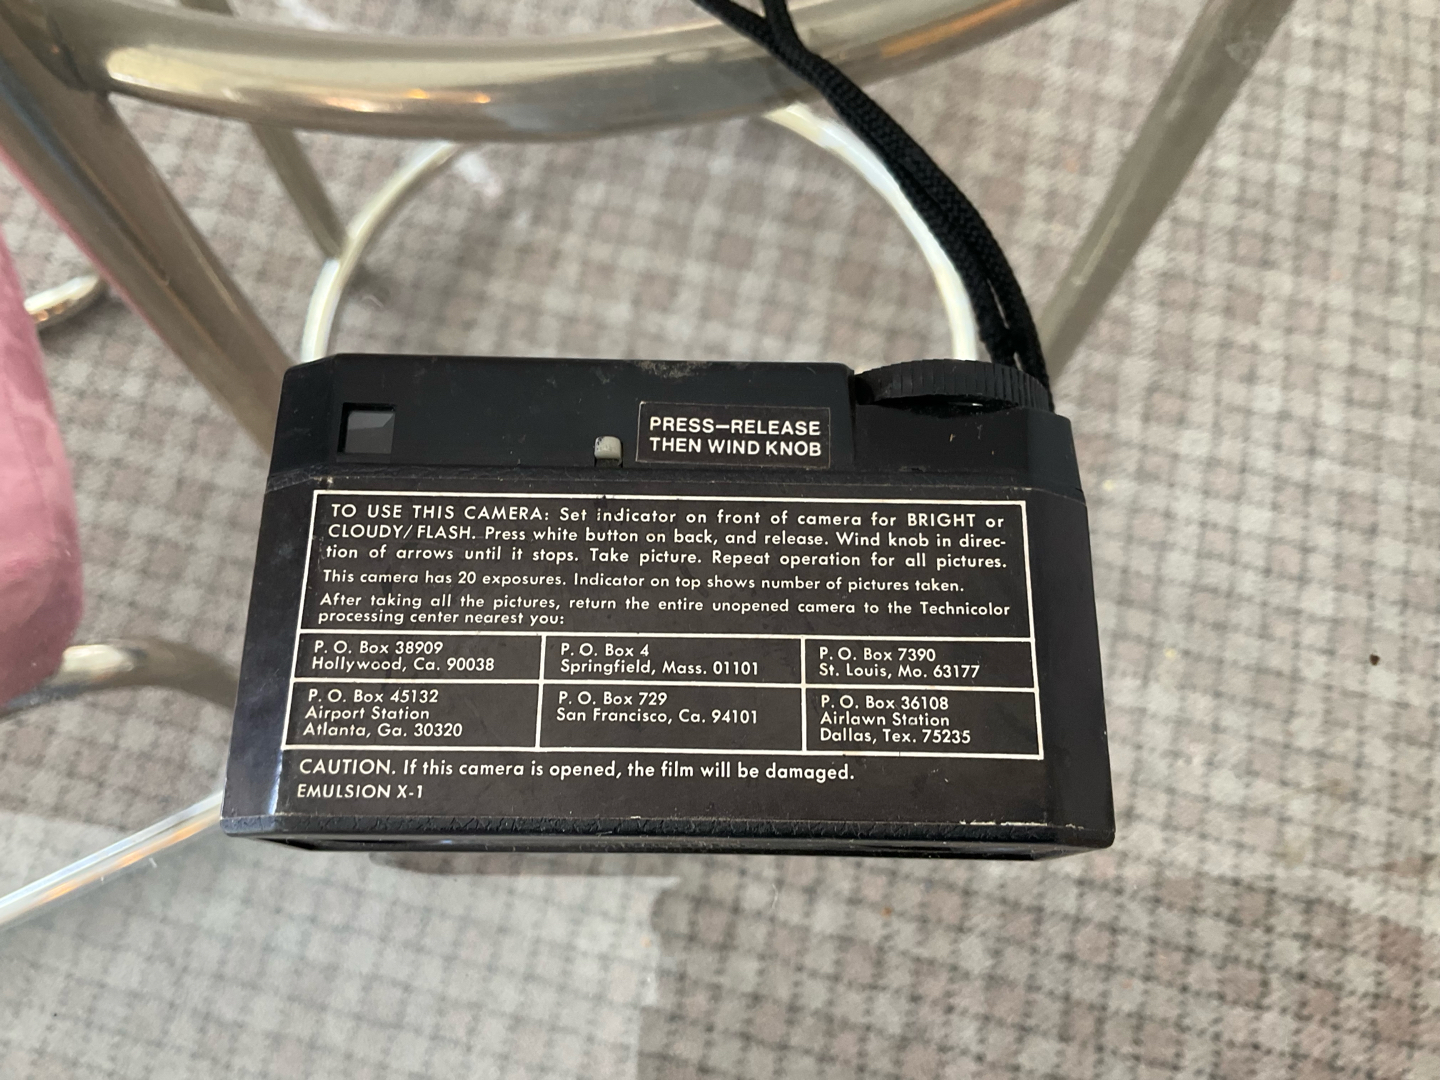 PRESS—RELEASE
THEN WIND KNOB
TO USE THIS CAMERA: Set indicator on front of camera for BRIGHT or
CLOUDY/FLASH. Press white button on back, and release. Wind knob in direc-
tion of arrows until it stops. Take picture. Repeat operation for all pictures.
This camera has 20 exposures. Indicator on top shows number of pictures taken.
After taking all the pictures, return the entire unopened camera to the Technicolor
processing center nearest you:
P. O. Box 38909
Hollywood, Ca. 90038
P. O. Box 4
Springfield, Mass. 01101
P. O. Box 7390
St. Louis, Mo. 63177
P. O. Box 45132
Airport Station
Atlanta, Ga. 30320
P. O. Box 729
San Francisco, Ca. 94101
P. O. Box 36108
Airlawn Station
Dallas, Tex. 75235
CAUTION. If this camera is opened, the film will be damaged.
EMULSION X-1